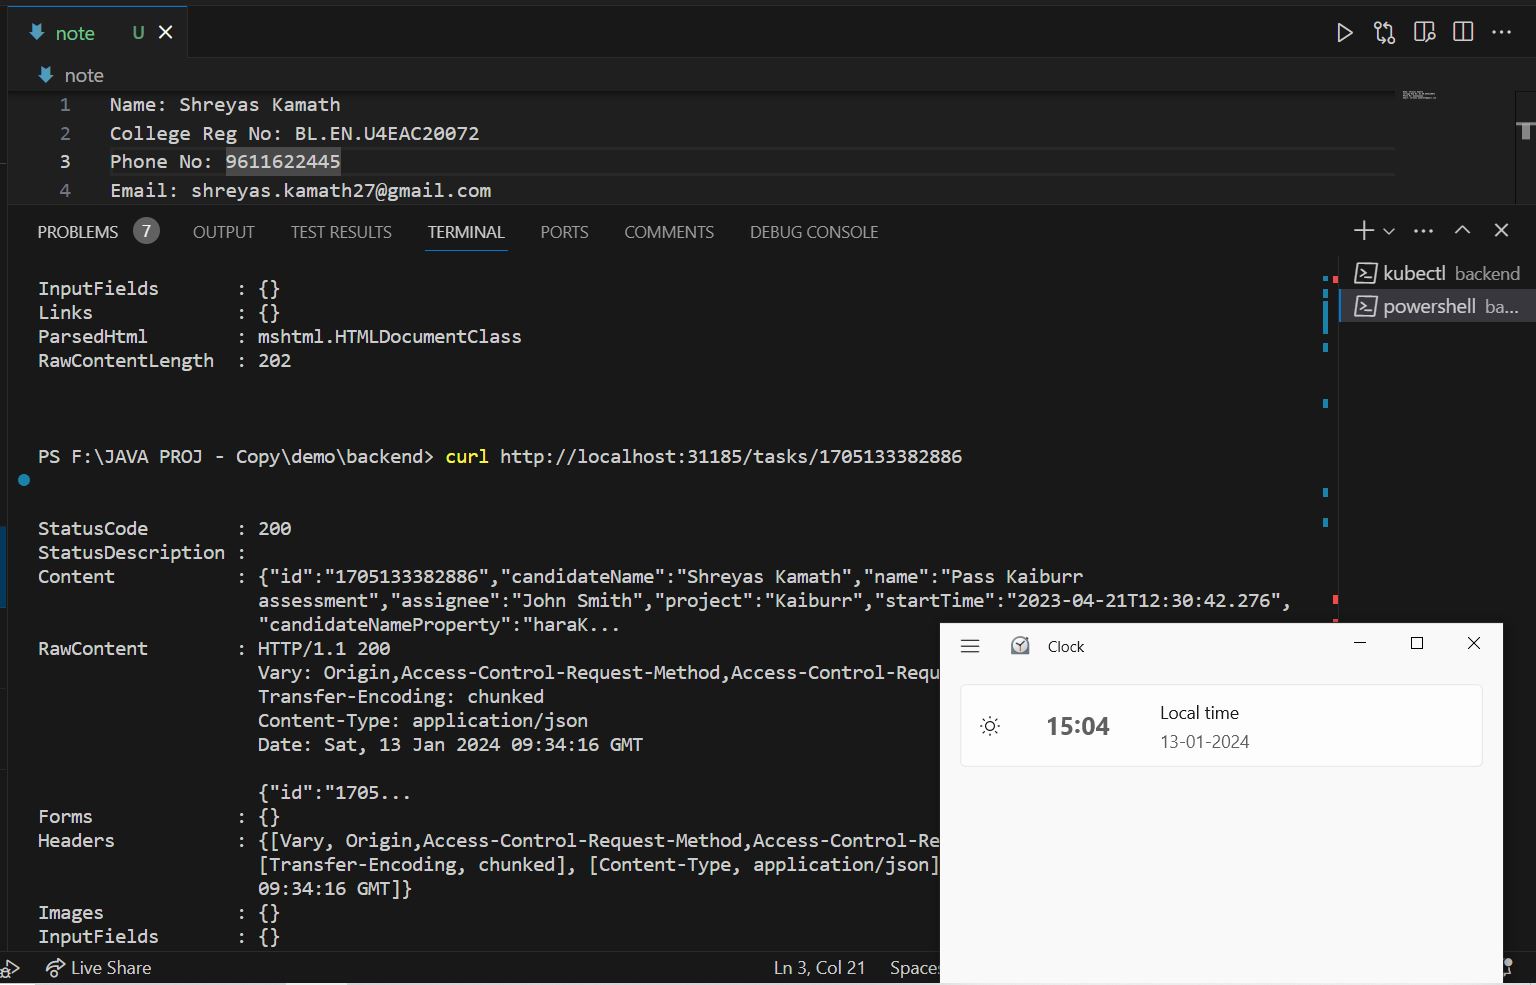 note U
note
1 Name: Shreyas Kamath
2 College Reg No: BL.EN.U4EAC20072
3 Phone No: 9611622445
4 Email: shreyas.kamath27@gmail.com
PROBLEMS 7 OUTPUT TEST RESULTS TERMINAL PORTS COMMENTS DEBUG CONSOLE
kubectl backend
powershell ba...
InputFields : {}
Links : {}
ParsedHtml : mshtml.HTMLDocumentClass
RawContentLength : 202
PS F:\JAVA PROJ - Copy\demo\backend> curl http://localhost:31185/tasks/1705133382886
StatusCode : 200
StatusDescription :
Content : {"id":"1705133382886","candidateName":"Shreyas Kamath","name":"Pass Kaiburr
assessment","assignee":"John Smith","project":"Kaiburr","startTime":"2023-04-21T12:30:42.276",
"candidateNameProperty":"haraK...
RawContent : HTTP/1.1 200
Vary: Origin,Access-Control-Request-Method,Access-Control-Requ
Transfer-Encoding: chunked
Content-Type: application/json
Date: Sat, 13 Jan 2024 09:34:16 GMT
{"id":"1705...
Forms : {}
Headers : {[Vary, Origin,Access-Control-Request-Method,Access-Control-Re
[Transfer-Encoding, chunked], [Content-Type, application/json]
09:34:16 GMT]}
Images : {}
InputFields : {}
Clock
15:04
Local time
13-01-2024
Live Share Ln 3, Col 21 Spaces